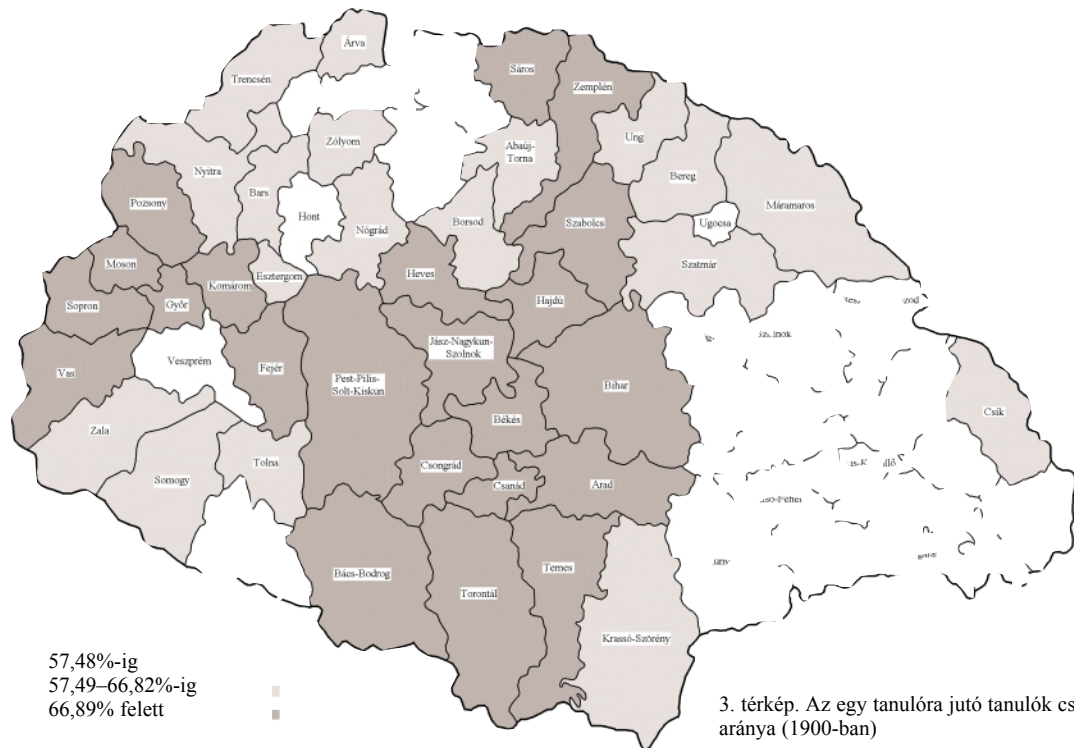 Árva
Sáros
Trencsén
Zemplén
Zólyom
Ung
Abaúj-
Torna
Nyitra
Bereg
Bars
Pozsony
Hont
Máramaros
Nógrád
Borsod
Szabolcs
Ugocsa
Moson
Szatmár
Heves
Esztergom
Komárom
Sopron
Győr
Hajdú
Jász-Nagykun-
Szolnok
Veszprém
Fejér
Vas
Pest-Pilis-
Solt-Kiskun
Bihar
Csík
Békés
Zala
Tolna
Csongrád
Somogy
Csanád
Arad
Temes
Bács-Bodrog
Torontál
Krassó-Szörény
57,48%-ig
57,49–66,82%-ig
66,89% felett
3. térkép. Az egy tanulóra jutó tanulók cs
aránya (1900-ban)